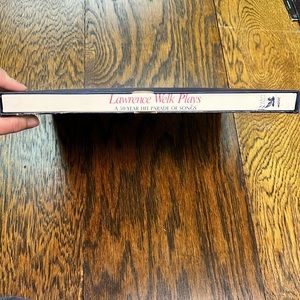 Lawrence Welk Plays
A 50-YEAR HIT PARADE OF SONGS